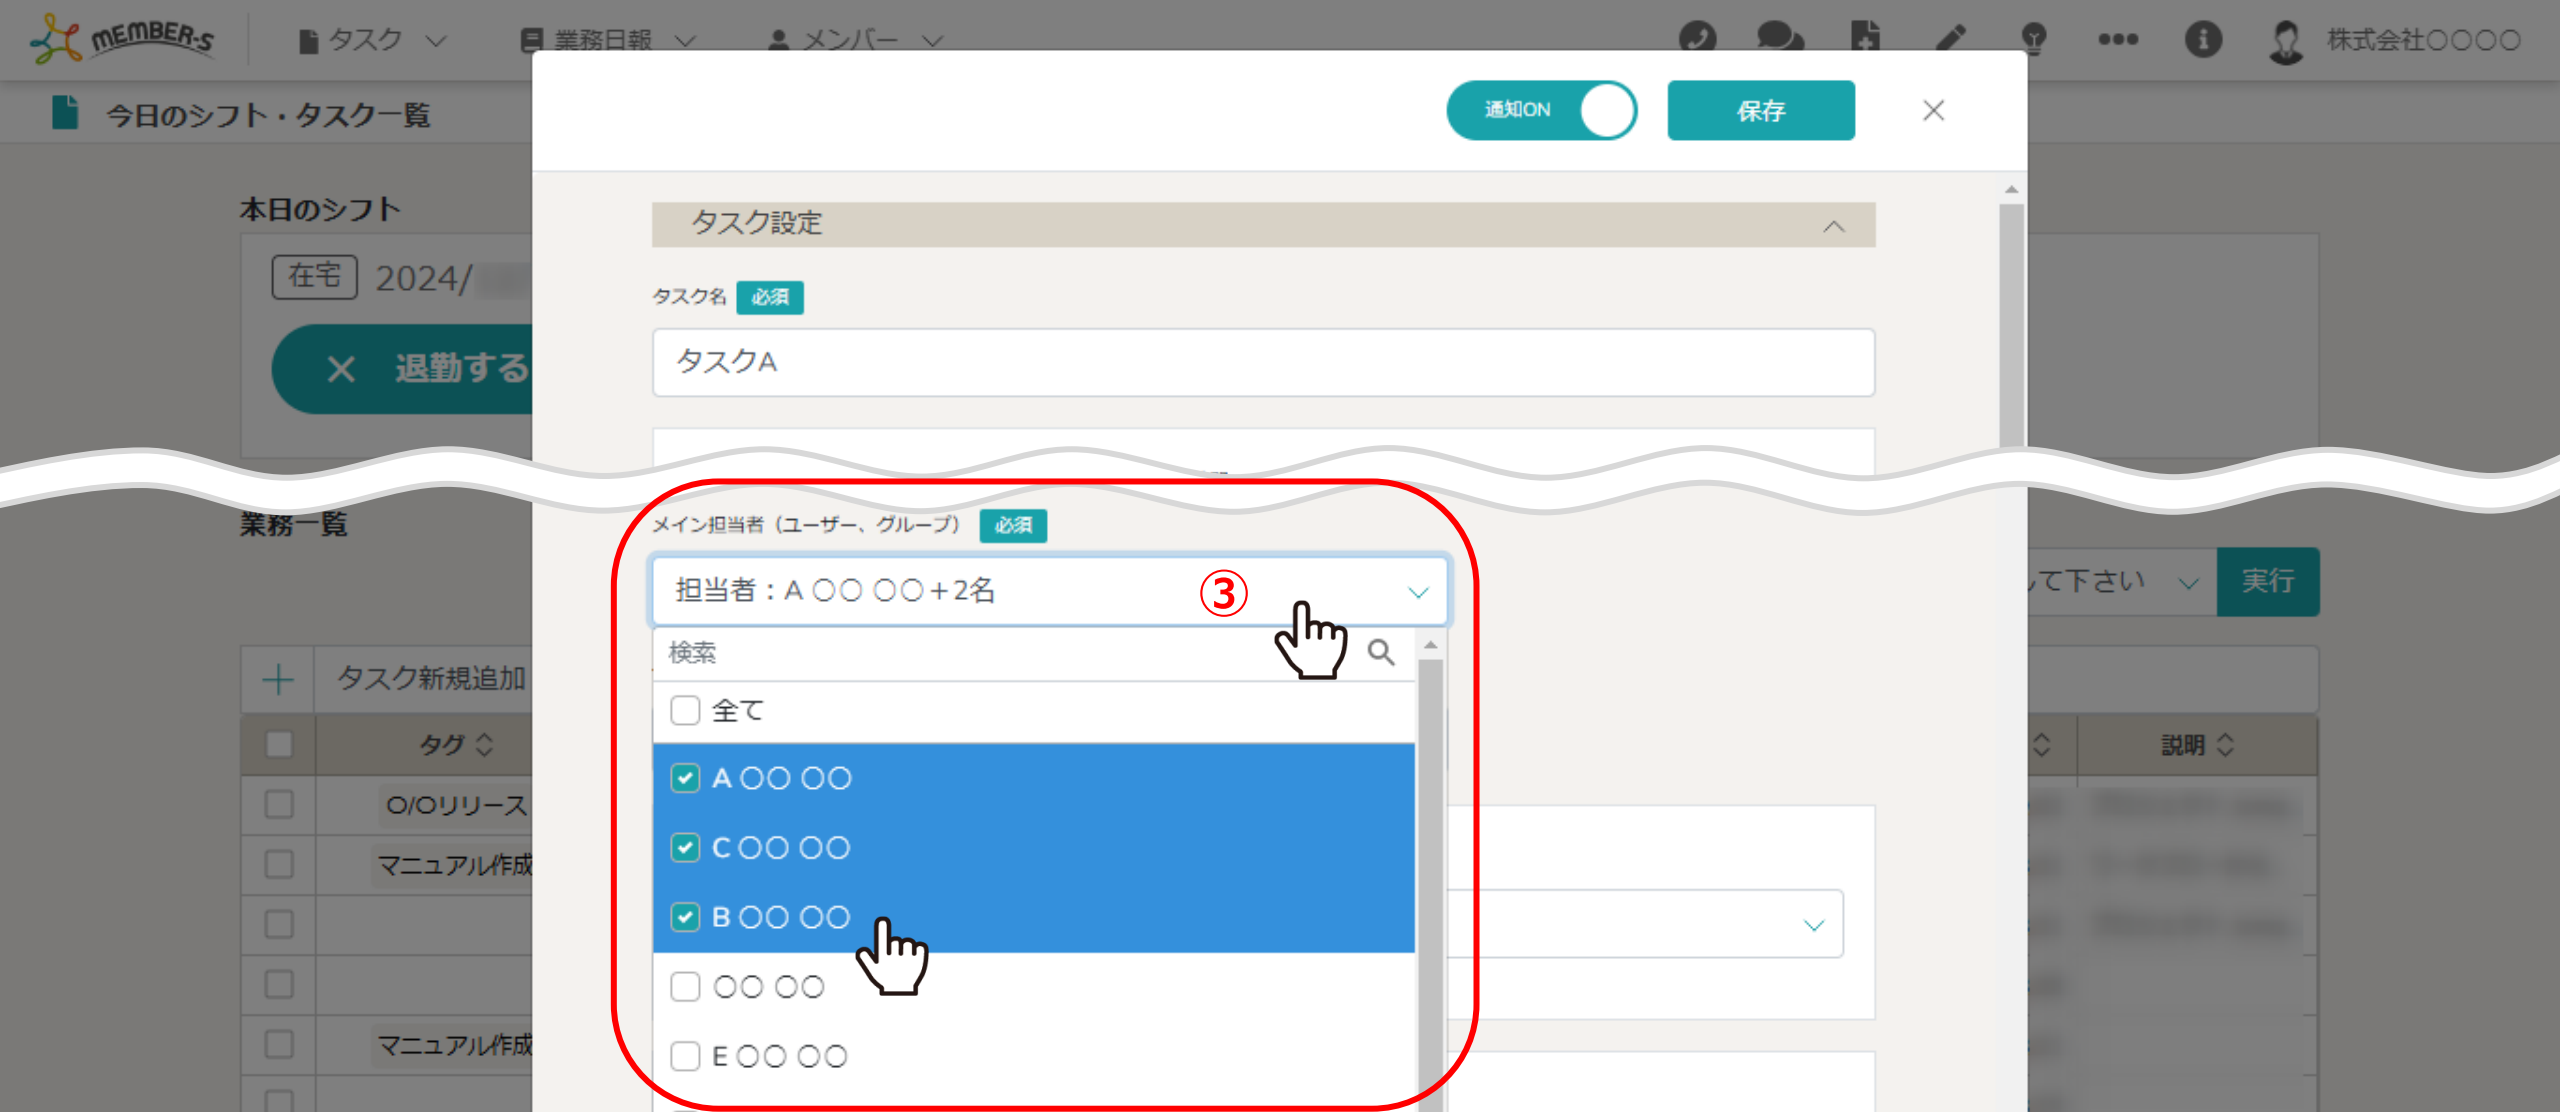 MEMBER-S
タスク
業務日報
メンバー
株式会社〇〇〇〇
今日のシフト・タスク一覧
通知ON
保存
本日のシフト
在宅
2024/
× 退勤する
タスク設定
タスク名 必須
タスクA
業務一覧
メイン担当者（ユーザー、グループ） 必須
担当者：A 〇〇 〇〇＋2名
③
検索
全て
A 〇〇 〇〇
C 〇〇 〇〇
B 〇〇 〇〇
〇〇 〇〇
E 〇〇 〇〇
して下さい
実行
＋ タスク新規追加
タグ
説明
〇/〇リリース
マニュアル作成
マニュアル作成